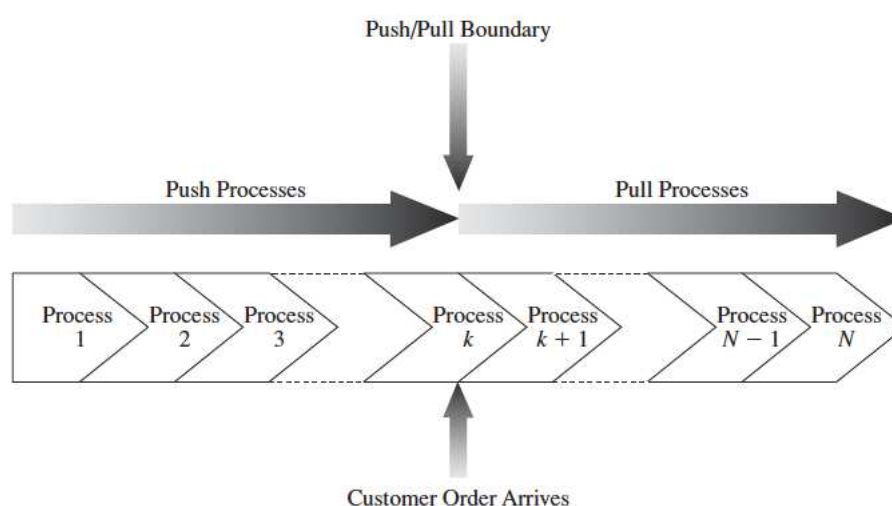 Push/Pull Boundary
Push Processes
Pull Processes
Process
1
Process
2
Process
3
Process
k
Process
k + 1
Process
N − 1
Process
N
Customer Order Arrives